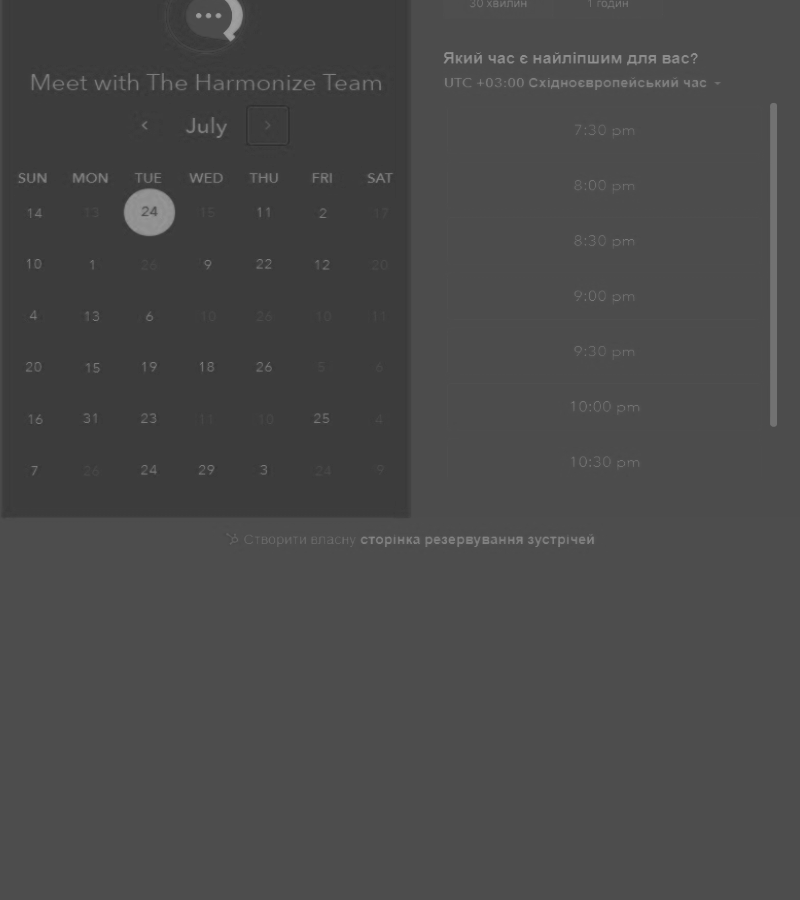 30 хвилин 1 годин
Meet with The Harmonize Team
July
SUN MON TUE WED THU FRI SAT
14 13 24 15 11 2 17
10 1 26 9 22 12 20
4 13 6 10 26 10 11
20 15 19 18 26 5 6
16 31 23 11 10 25 4
7 26 24 29 3 24 9
Який час є найліпшим для вас?
UTC +03:00 Східноєвропейський час
7:30 pm
8:00 pm
8:30 pm
9:00 pm
9:30 pm
10:00 pm
10:30 pm
Створити власну сторінка резервування зустрічей